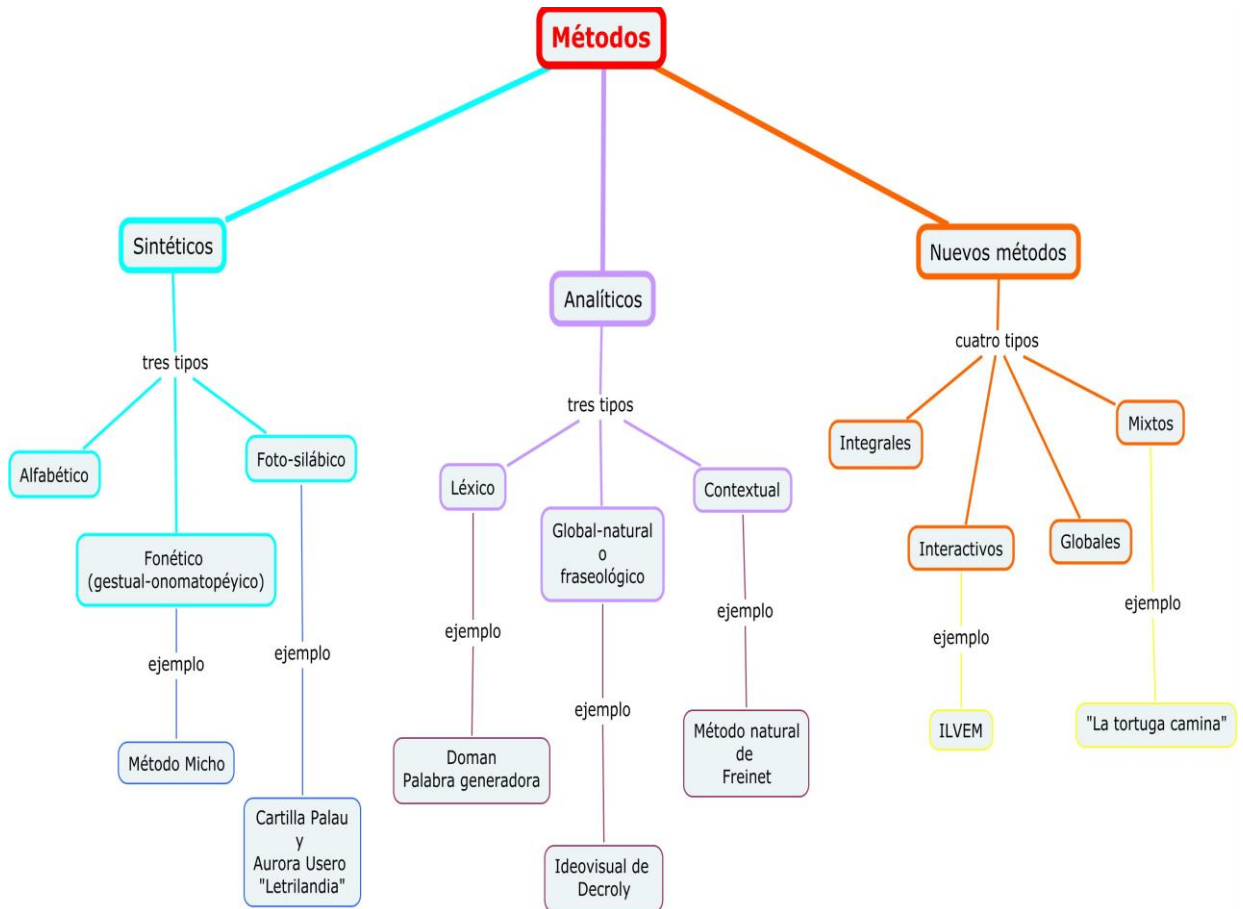 Métodos
Sintéticos
tres tipos
Alfabético
Fonético
(gestual-onomatopéyico)
ejemplo
Método Micho
Foto-silábico
ejemplo
Cartilla Palau
y
Aurora Usero
"Letrilandia"
Analíticos
tres tipos
Léxico
ejemplo
Doman
Palabra generadora
Global-natural
o
fraseológico
ejemplo
Ideovisual de
Decroly
Contextual
ejemplo
Método natural
de
Freinet
Nuevos métodos
cuatro tipos
Integrales
Interactivos
ejemplo
ILVEM
Globales
Mixtos
ejemplo
"La tortuga camina"